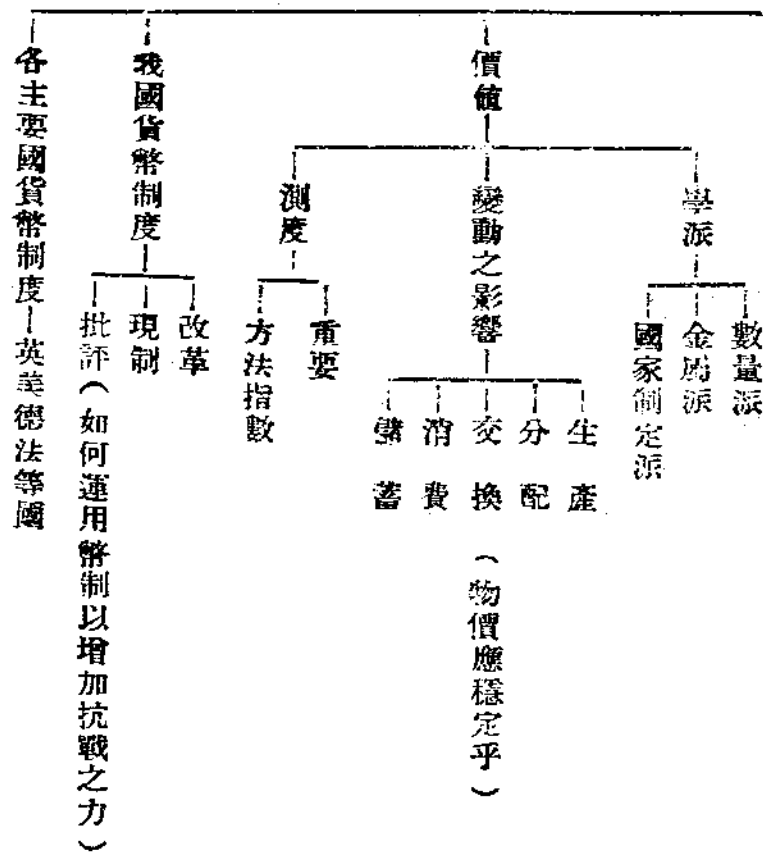 價值
學派
數量派
金屬派
國家制定派
變動之影響
生產
分配
交換（物價應穩定乎）
消費
儲蓄
測度
重要
方法指數
我國貨幣制度
改革
現制
批評（如何運用幣制以增加抗戰之力）
各主要國貨幣制度—英美德法等國